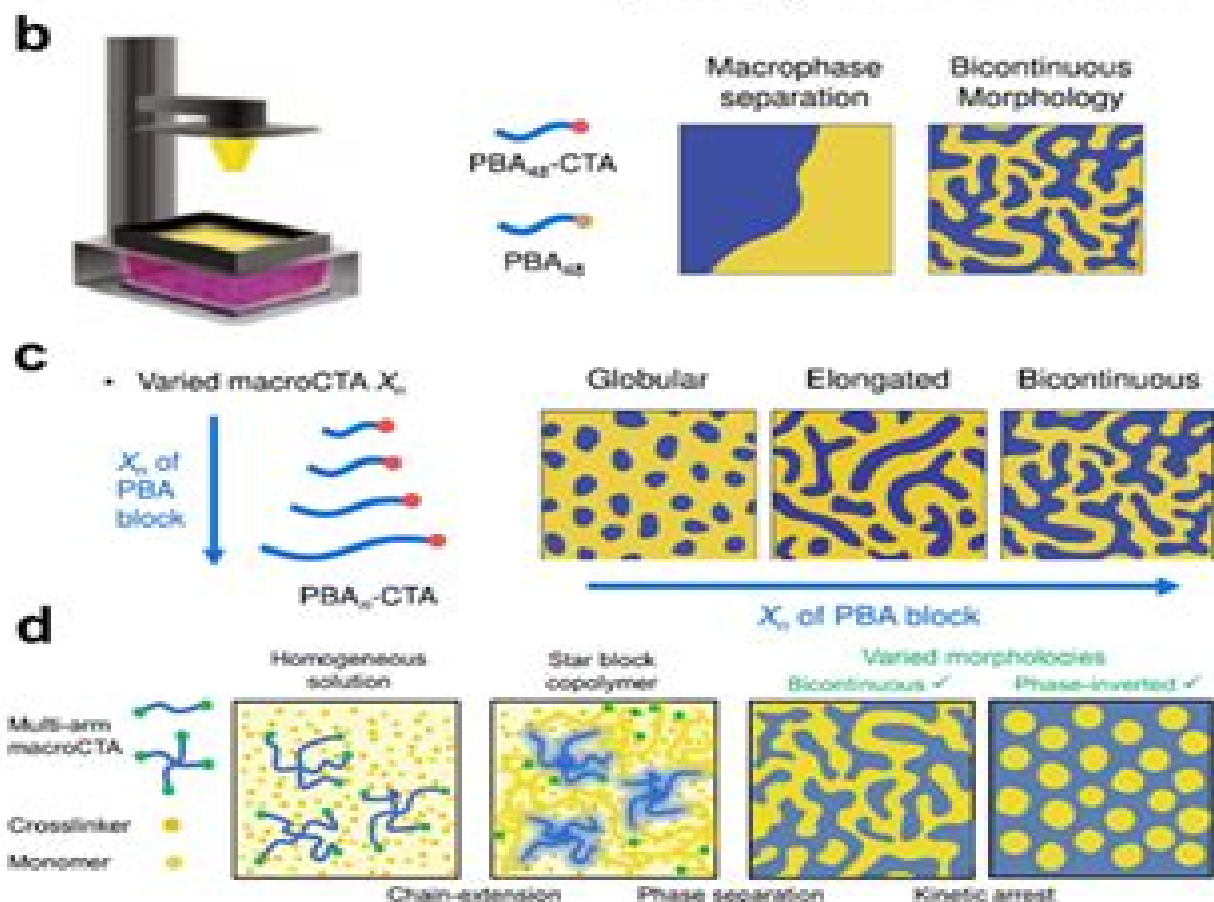 b
Macrophase
separation
Bicontinuous
Morphology
PBA₄₈-CTA
PBA₄₈
c
• Varied macroCTA Xₙ
Xₙ of
PBA
block
PBAₙ-CTA
Globular
Elongated
Bicontinuous
Xₙ of PBA block
d
Multi-arm
macroCTA
Crosslinker
Monomer
Homogeneous
solution
Star block
copolymer
Varied morphologies
Bicontinuous ✓
Phase-inverted ✓
Chain-extension
Phase separation
Kinetic arrest